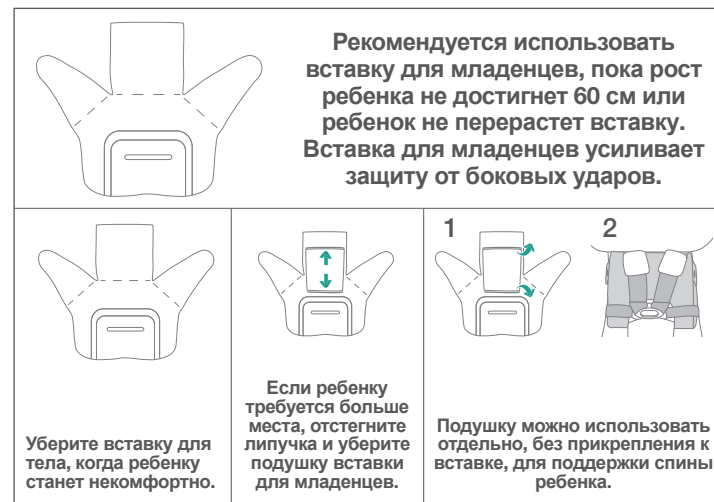 Рекомендуется использовать
вставку для младенцев, пока рост
ребенка не достигнет 60 см или
ребенок не перерастет вставку.
Вставка для младенцев усиливает
защиту от боковых ударов.
Уберите вставку для
тела, когда ребенку
станет некомфортно.
Если ребенку
требуется больше
места, отстегните
липучка и уберите
подушку вставки
для младенцев.
1
2
Подушку можно использовать
отдельно, без прикрепления к
вставке, для поддержки спины
ребенка.